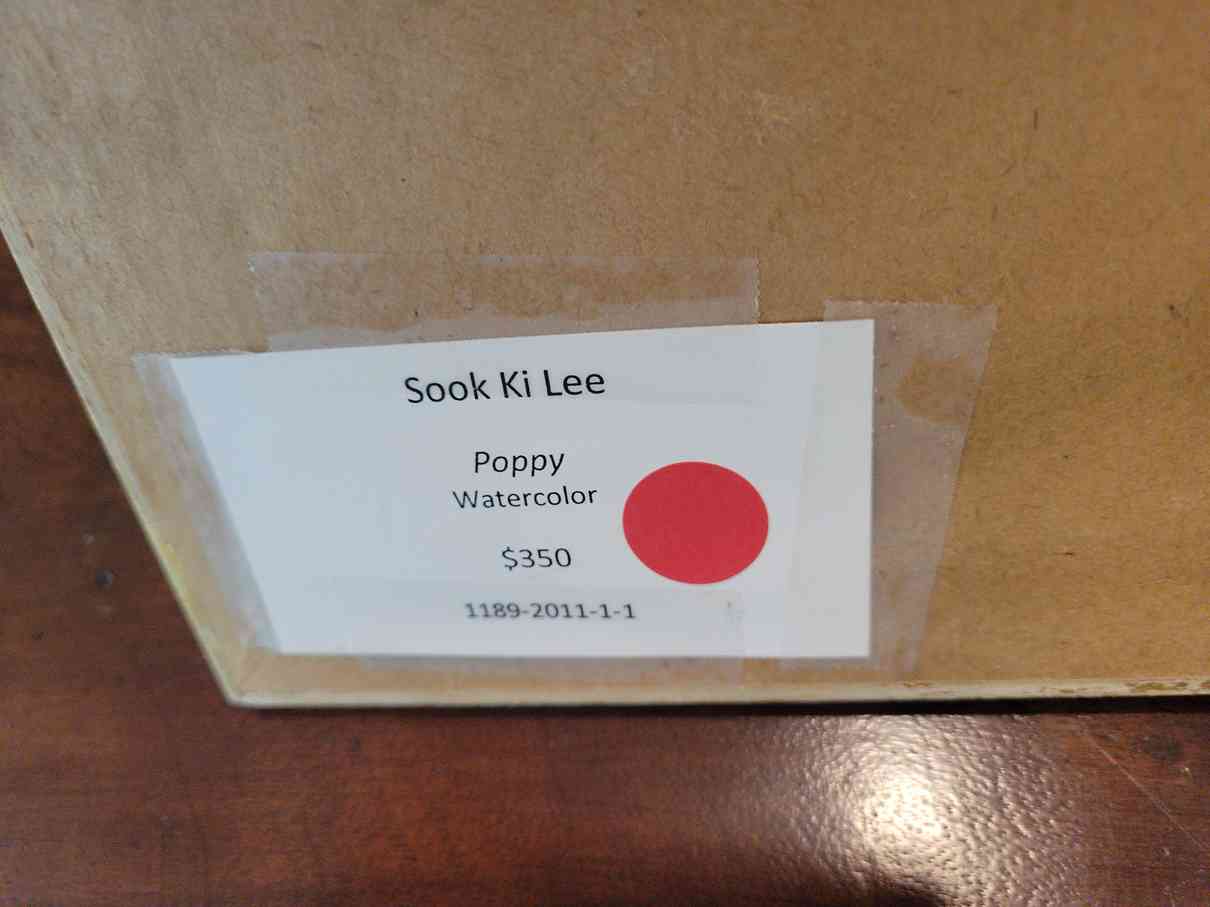 Sook Ki Lee
Poppy
Watercolor
$350
1189-2011-1-1